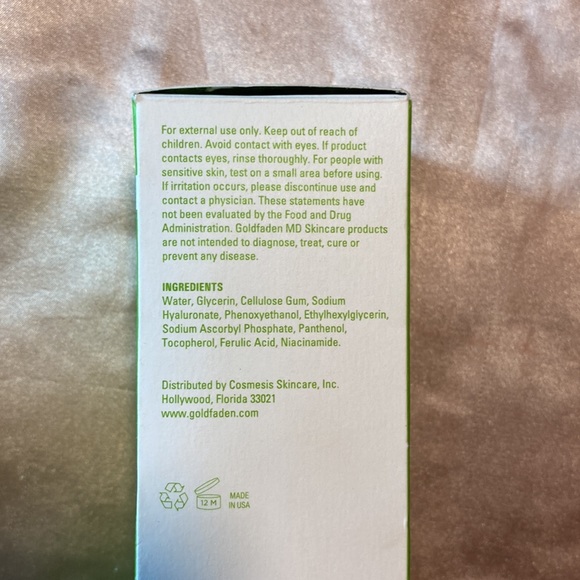 For external use only. Keep out of reach of
children. Avoid contact with eyes. If product
contacts eyes, rinse thoroughly. For people with
sensitive skin, test on a small area before using.
If irritation occurs, please discontinue use and
contact a physician. These statements have
not been evaluated by the Food and Drug
Administration. Goldfaden MD Skincare products
are not intended to diagnose, treat, cure or
prevent any disease.
INGREDIENTS
Water, Glycerin, Cellulose Gum, Sodium
Hyaluronate, Phenoxyethanol, Ethylhexylglycerin,
Sodium Ascorbyl Phosphate, Panthenol,
Tocopherol, Ferulic Acid, Niacinamide.
Distributed by Cosmesis Skincare, Inc.
Hollywood, Florida 33021
www.goldfaden.com
12 M
MADE
IN USA